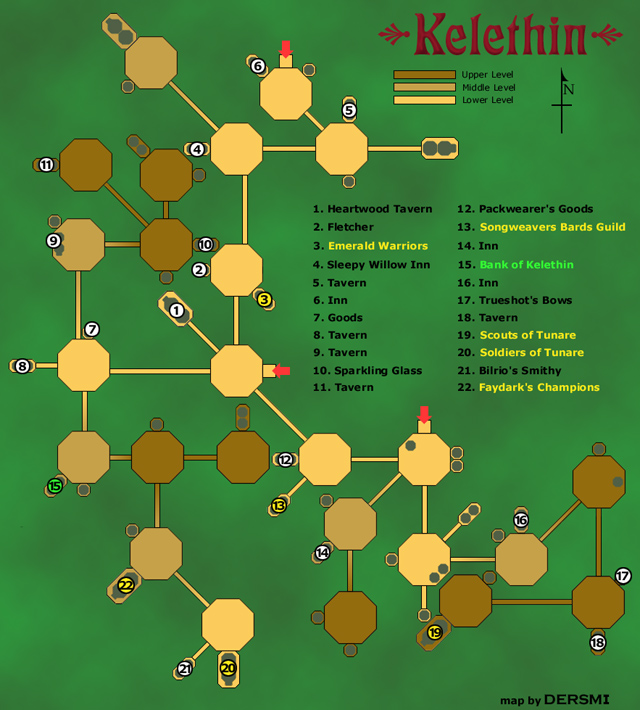 Kelethin
Upper Level
Middle Level
Lower Level
N
1. Heartwood Tavern
2. Fletcher
3. Emerald Warriors
4. Sleepy Willow Inn
5. Tavern
6. Inn
7. Goods
8. Tavern
9. Tavern
10. Sparkling Glass
11. Tavern
12. Packwearer's Goods
13. Songweavers Bards Guild
14. Inn
15. Bank of Kelethin
16. Inn
17. Trueshot's Bows
18. Tavern
19. Scouts of Tunare
20. Soldiers of Tunare
21. Bilrio's Smithy
22. Faydark's Champions
6
5
4
11
10
9
2
3
1
7
8
12
15
13
14
16
22
17
19
18
21
20
map by DERSMI